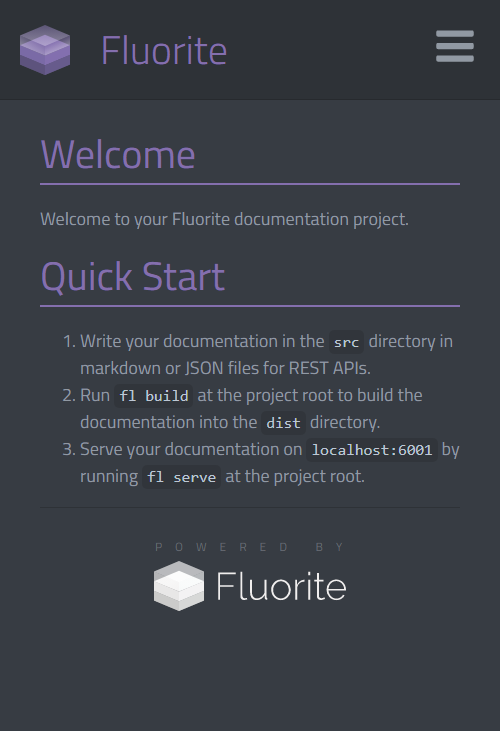 Fluorite
Welcome
Welcome to your Fluorite documentation project.
Quick Start
1. Write your documentation in the src directory in
markdown or JSON files for REST APIs.
2. Run fl build at the project root to build the
documentation into the dist directory.
3. Serve your documentation on localhost:6001 by
running fl serve at the project root.
POWERED BY
Fluorite